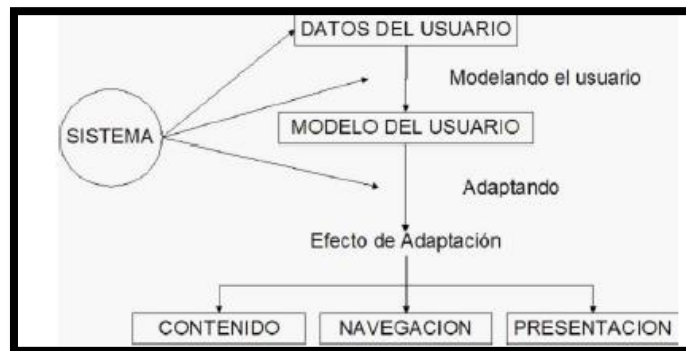 DATOS DEL USUARIO
Modelando el usuario
SISTEMA
MODELO DEL USUARIO
Adaptando
Efecto de Adaptación
CONTENIDO
NAVEGACION
PRESENTACION